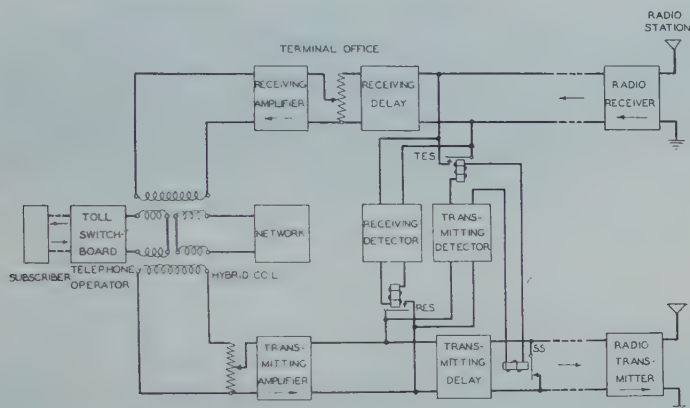 RADIO
STATION
TERMINAL OFFICE
RECEIVING
AMPLIFIER
RECEIVING
DELAY
RADIO
RECEIVER
TES
TOLL
SWITCH-
BOARD
NETWORK
RECEIVING
DETECTOR
TRANS-
MITTING
DETECTOR
SUBSCRIBER
TELEPHONE
OPERATOR
HYBRID COIL
RES
TRANS-
MITTING
AMPLIFIER
TRANS-
MITTING
DELAY
SS
RADIO
TRANS-
MITTER